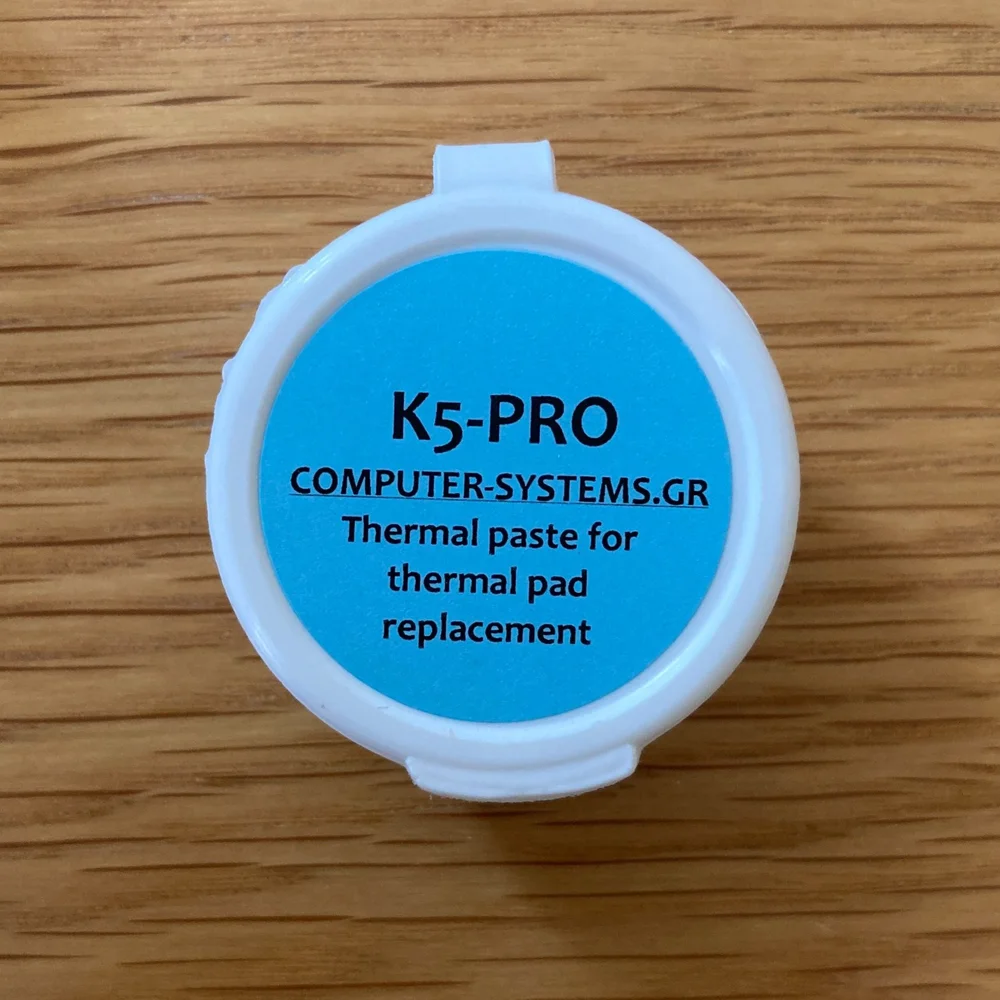 K5-PRO
COMPUTER-SYSTEMS.GR
Thermal paste for
thermal pad
replacement